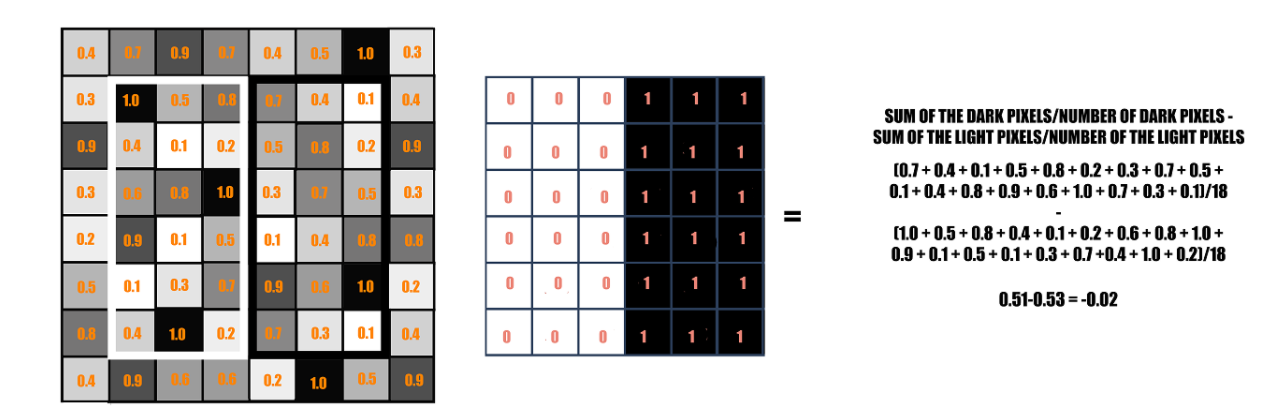 0.4 0.7 0.9 0.7 0.4 0.5 1.0 0.3
0.3 1.0 0.5 0.8 0.7 0.4 0.1 0.4
0.9 0.4 0.1 0.2 0.5 0.8 0.2 0.9
0.3 0.6 0.8 1.0 0.3 0.7 0.5 0.3
0.2 0.9 0.1 0.5 0.1 0.4 0.8 0.8
0.5 0.1 0.3 0.7 0.9 0.6 1.0 0.2
0.8 0.4 1.0 0.2 0.7 0.3 0.1 0.4
0.4 0.9 0.2 1.0 0.5 0.9
0 0 0 1 1 1
0 0 0 1 1 1
0 0 0 1 1 1
0 0 0 1 1 1
0 0 0 1 1 1
0 0 0 1 1 1
=
SUM OF THE DARK PIXELS/NUMBER OF DARK PIXELS -
SUM OF THE LIGHT PIXELS/NUMBER OF THE LIGHT PIXELS
(0.7 + 0.4 + 0.1 + 0.5 + 0.8 + 0.2 + 0.3 + 0.7 + 0.5 +
0.1 + 0.4 + 0.8 + 0.9 + 0.6 + 1.0 + 0.7 + 0.3 + 0.1)/18
-
(1.0 + 0.5 + 0.8 + 0.4 + 0.1 + 0.2 + 0.6 + 0.8 + 1.0 +
0.9 + 0.1 + 0.5 + 0.1 + 0.3 + 0.7 +0.4 + 1.0 + 0.2)/18
0.51-0.53 = -0.02